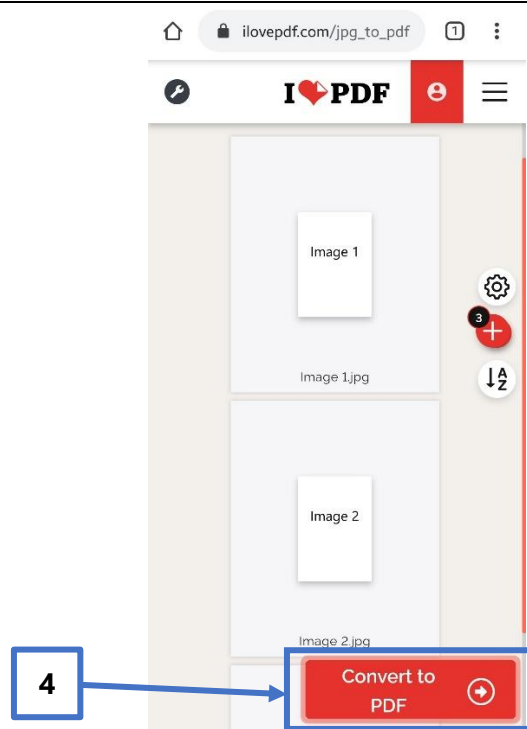 ilovepdf.com/jpg_to_pdf
1
I PDF
Image 1
3
A
Z
Image 1.jpg
Image 2
Image 2.jpg
4
Convert to
PDF